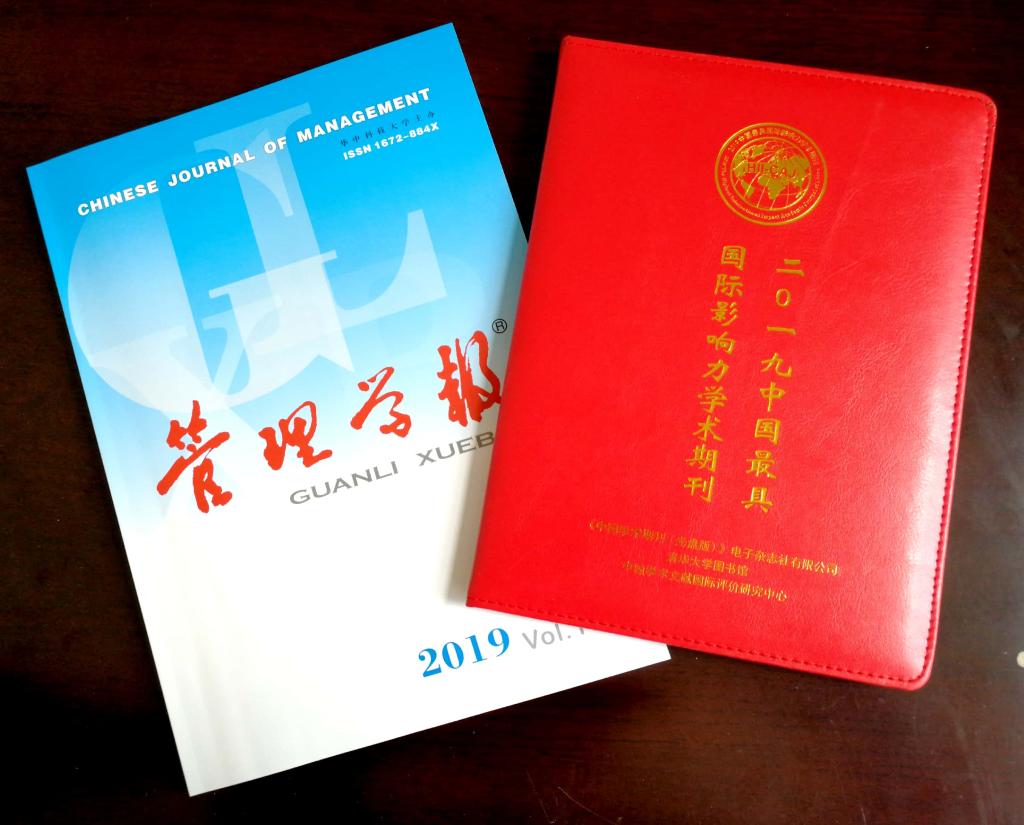 CHINESE JOURNAL OF MANAGEMENT
华中科技大学主办
ISSN 1672-884X
管理学报®
GUANLI XUEB
2019 Vol.1
二〇一九中国最具
国际影响力学术期刊
《中国学术期刊（光盘版）》电子杂志社有限公司
清华大学图书馆
中国学术文献国际评价研究中心